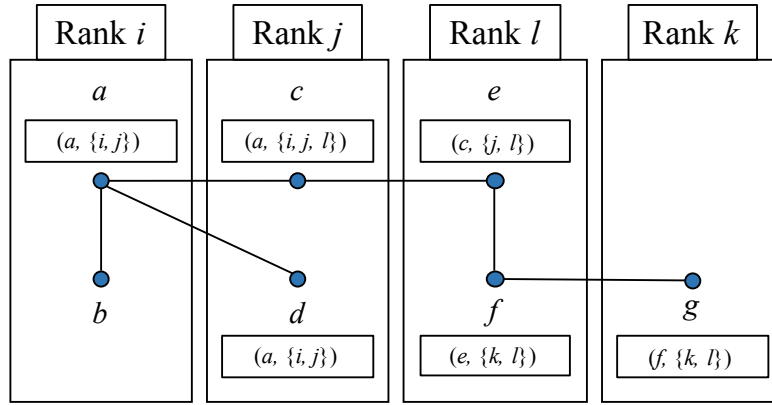 Rank i Rank j Rank l Rank k
a c e
(a, {i, j}) (a, {i, j, l}) (c, {j, l})
b d f g
(a, {i, j}) (e, {k, l}) (f, {k, l})